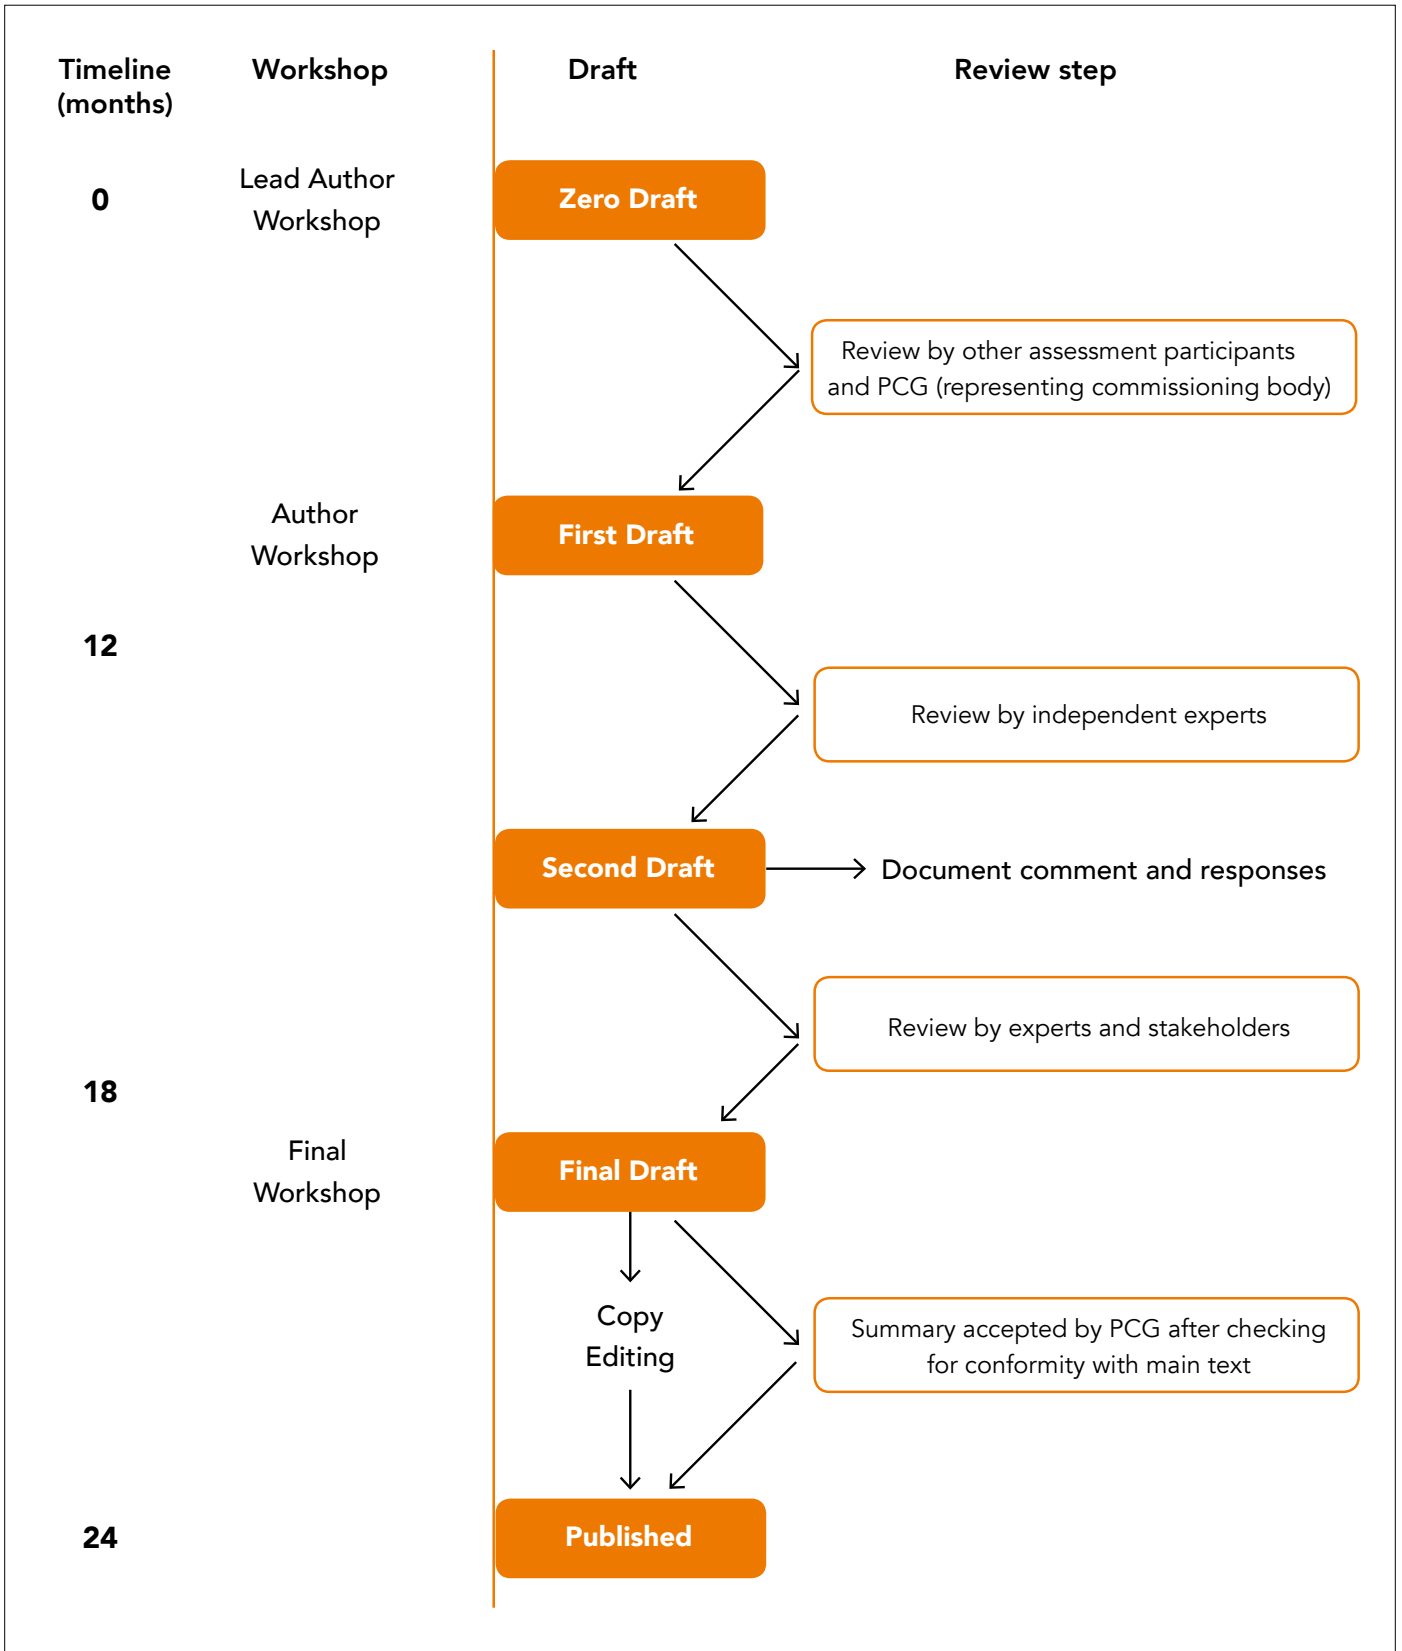 Timeline
(months)
Workshop
Draft
Review step
0
Lead Author
Workshop
Zero Draft
Review by other assessment participants
and PCG (representing commissioning body)
Author
Workshop
First Draft
12
Review by independent experts
Second Draft
Document comment and responses
Review by experts and stakeholders
18
Final
Workshop
Final Draft
Copy
Editing
Summary accepted by PCG after checking
for conformity with main text
24
Published